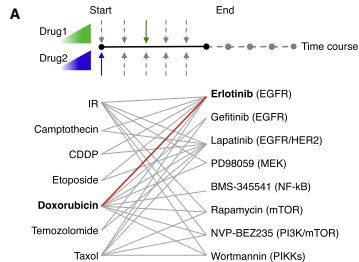 A
Start
End
Drug1
Drug2
Time course
IR
Camptothecin
CDDP
Etoposide
Doxorubicin
Temozolomide
Taxol
Erlotinib (EGFR)
Gefitinib (EGFR)
Lapatinib (EGFR/HER2)
PD98059 (MEK)
BMS-345541 (NF-kB)
Rapamycin (mTOR)
NVP-BEZ235 (PI3K/mTOR)
Wortmannin (PIKKs)